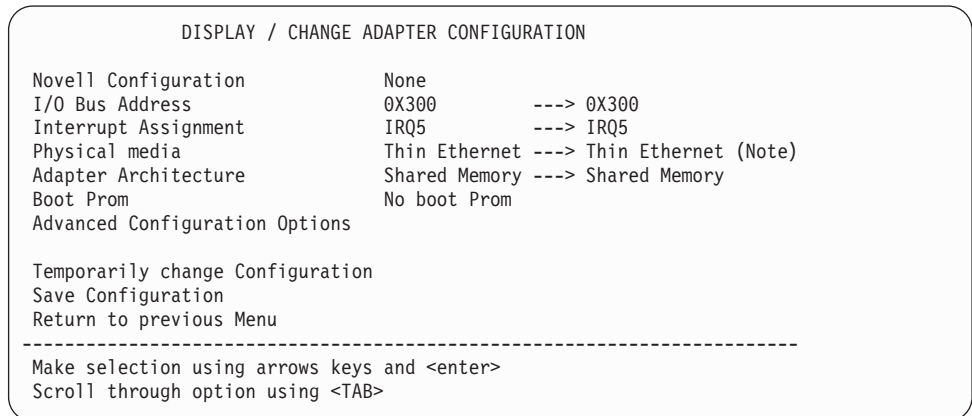 DISPLAY / CHANGE ADAPTER CONFIGURATION
Novell Configuration None
I/O Bus Address 0X300 ---> 0X300
Interrupt Assignment IRQ5 ---> IRQ5
Physical media Thin Ethernet ---> Thin Ethernet (Note)
Adapter Architecture Shared Memory ---> Shared Memory
Boot Prom No boot Prom
Advanced Configuration Options
Temporarily change Configuration
Save Configuration
Return to previous Menu
-------------------------------------------------------------------------
Make selection using arrows keys and <enter>
Scroll through option using <TAB>